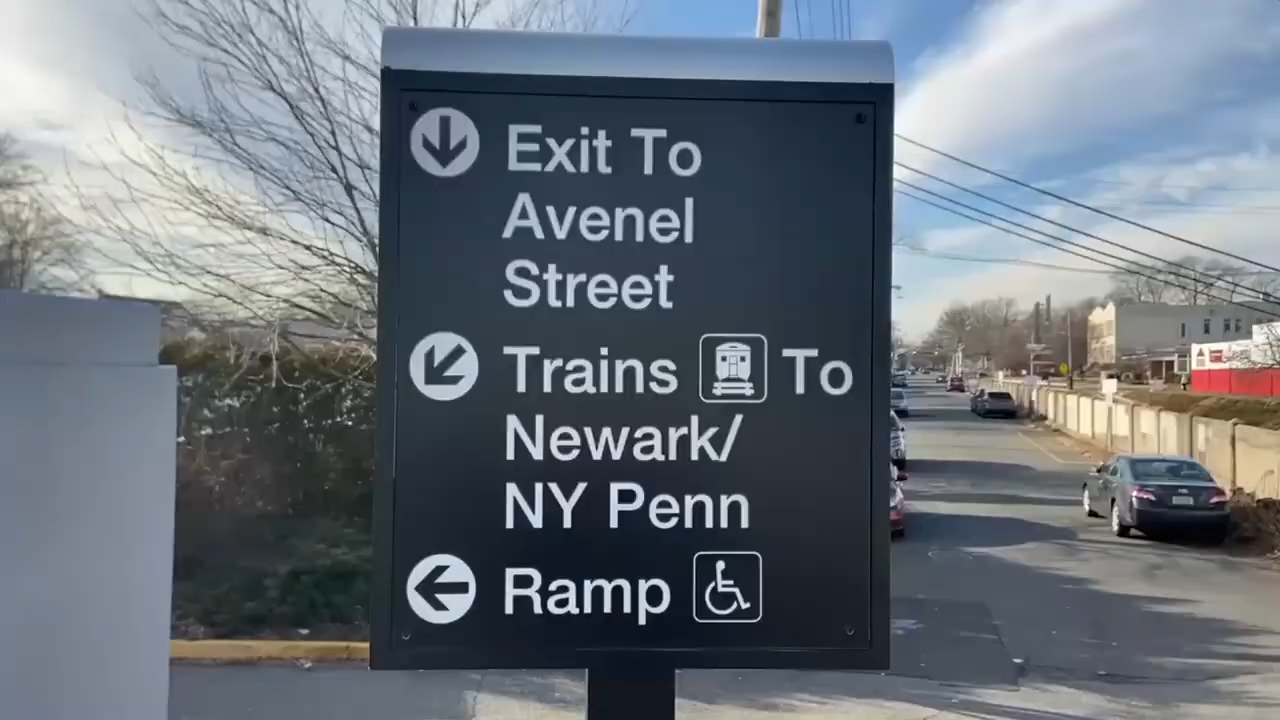 Exit To
Avenel
Street
Trains To
Newark/
NY Penn
Ramp